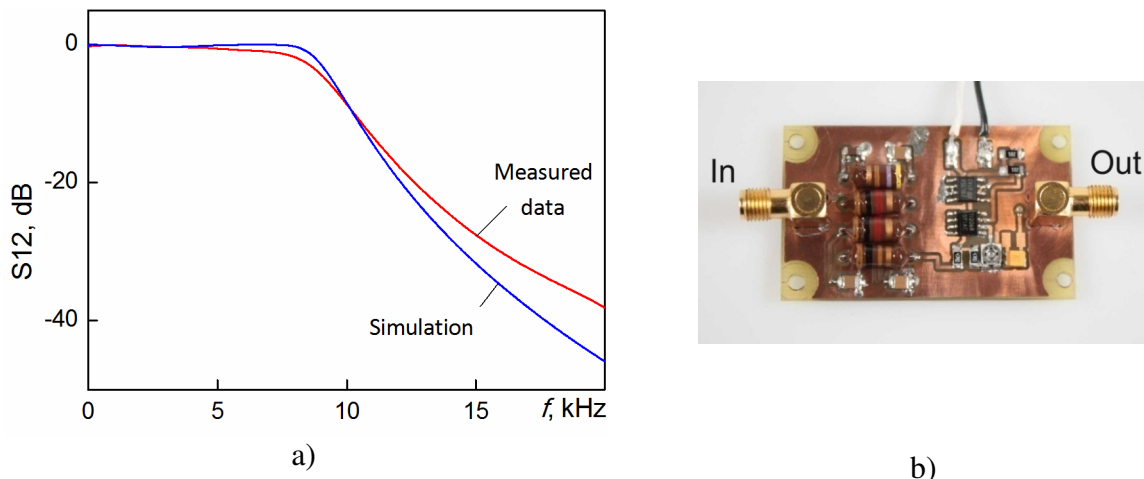 0
-20
-40
S12, dB
Measured
data
Simulation
0
5
10
15
f, kHz
a)
In
Out
b)